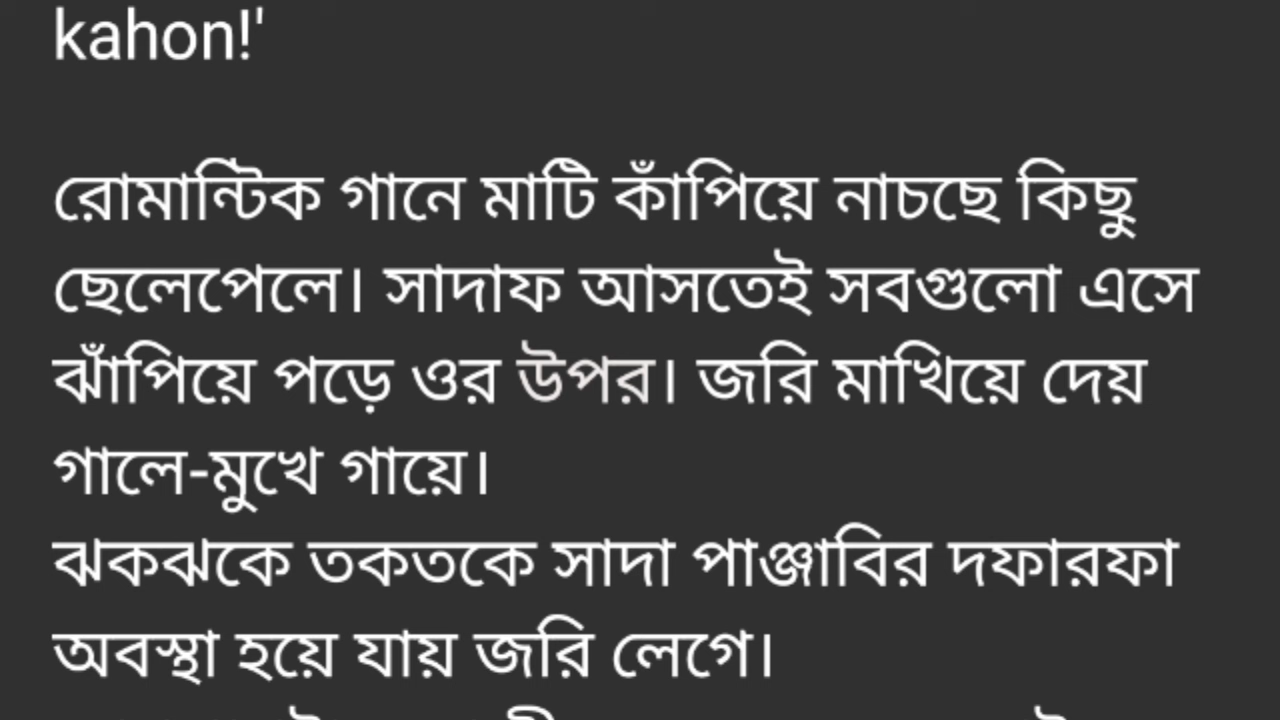 kahon!'
রোমান্টিক গানে মাটি কাঁপিয়ে নাচছে কিছু
ছেলেপেলে। সাদাফ আসতেই সবগুলো এসে
ঝাঁপিয়ে পড়ে ওর উপর। জরি মাখিয়ে দেয়
গালে-মুখে গায়ে।
ঝকঝকে তকতকে সাদা পাঞ্জাবির দফারফা
অবস্থা হয়ে যায় জরি লেগে।